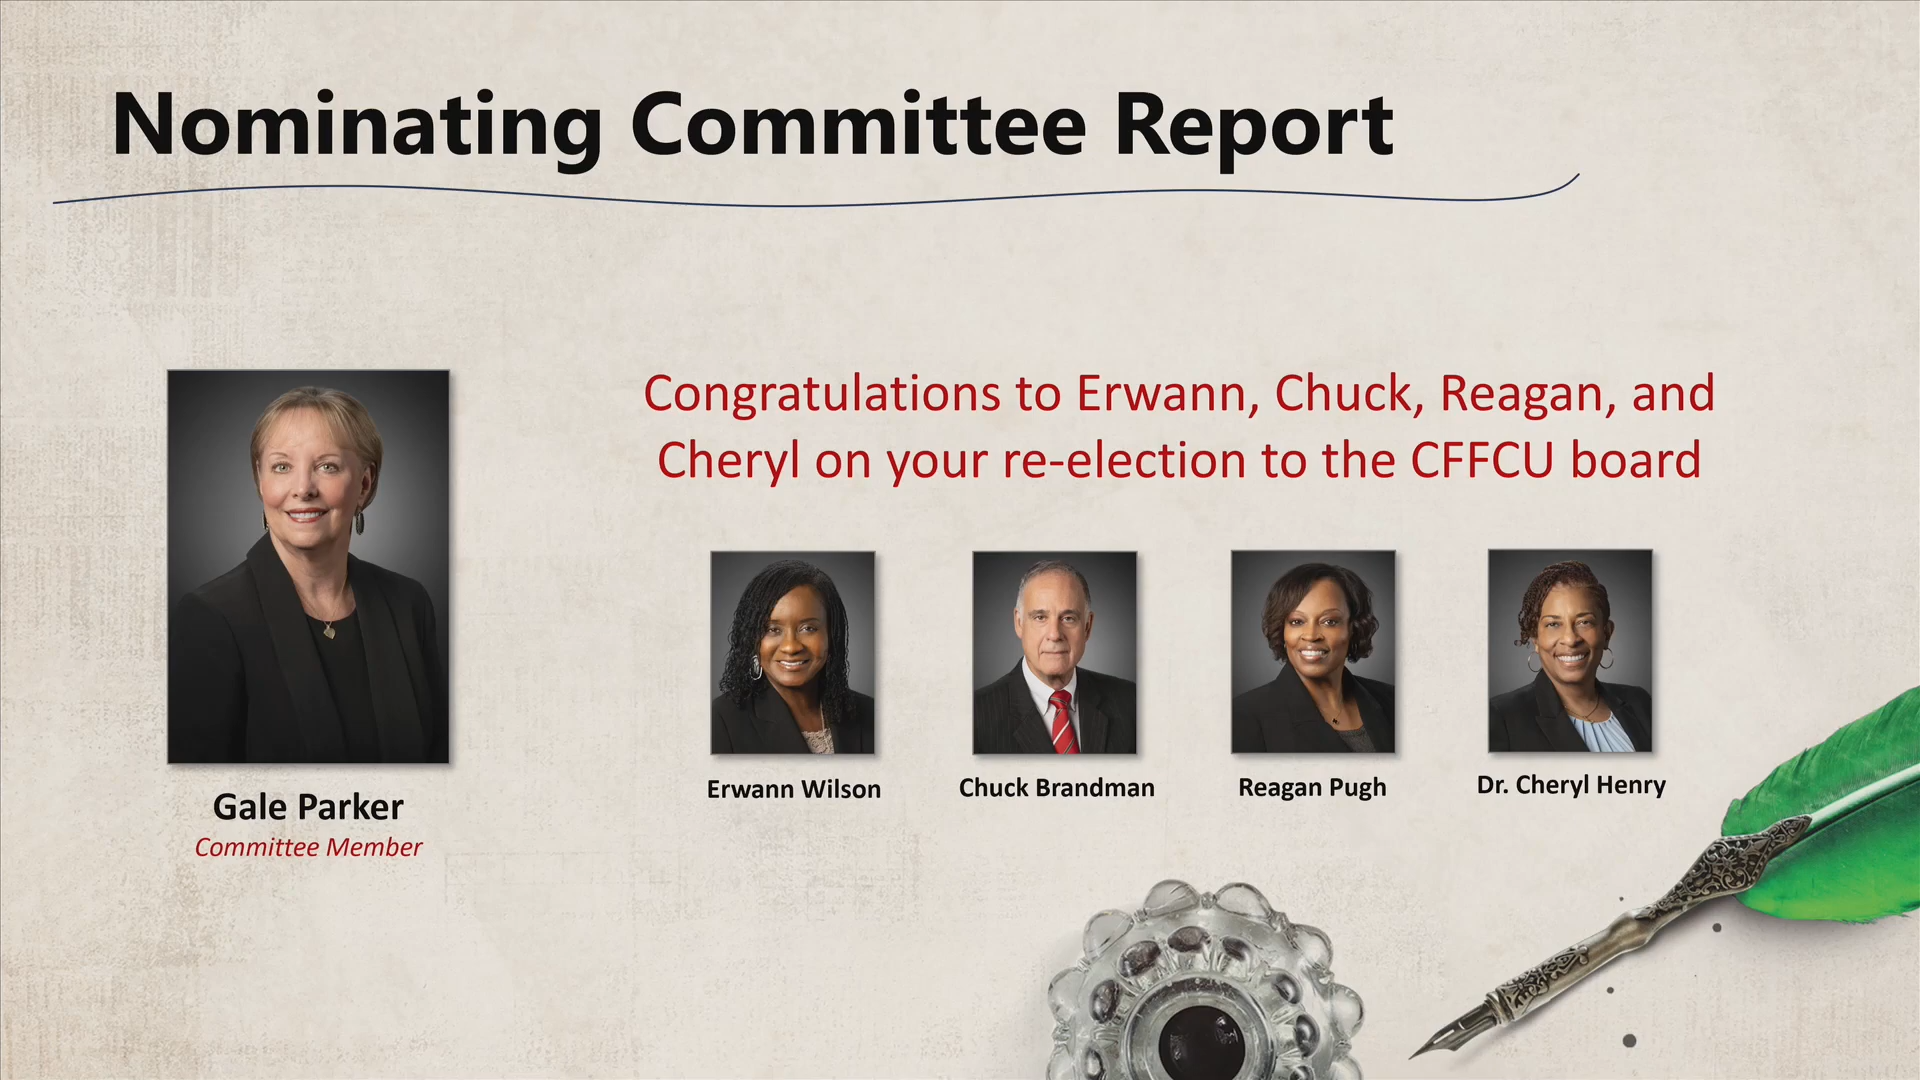 Nominating Committee Report
Congratulations to Erwann, Chuck, Reagan, and
Cheryl on your re-election to the CFFCU board
Gale Parker
Committee Member
Erwann Wilson
Chuck Brandman
Reagan Pugh
Dr. Cheryl Henry